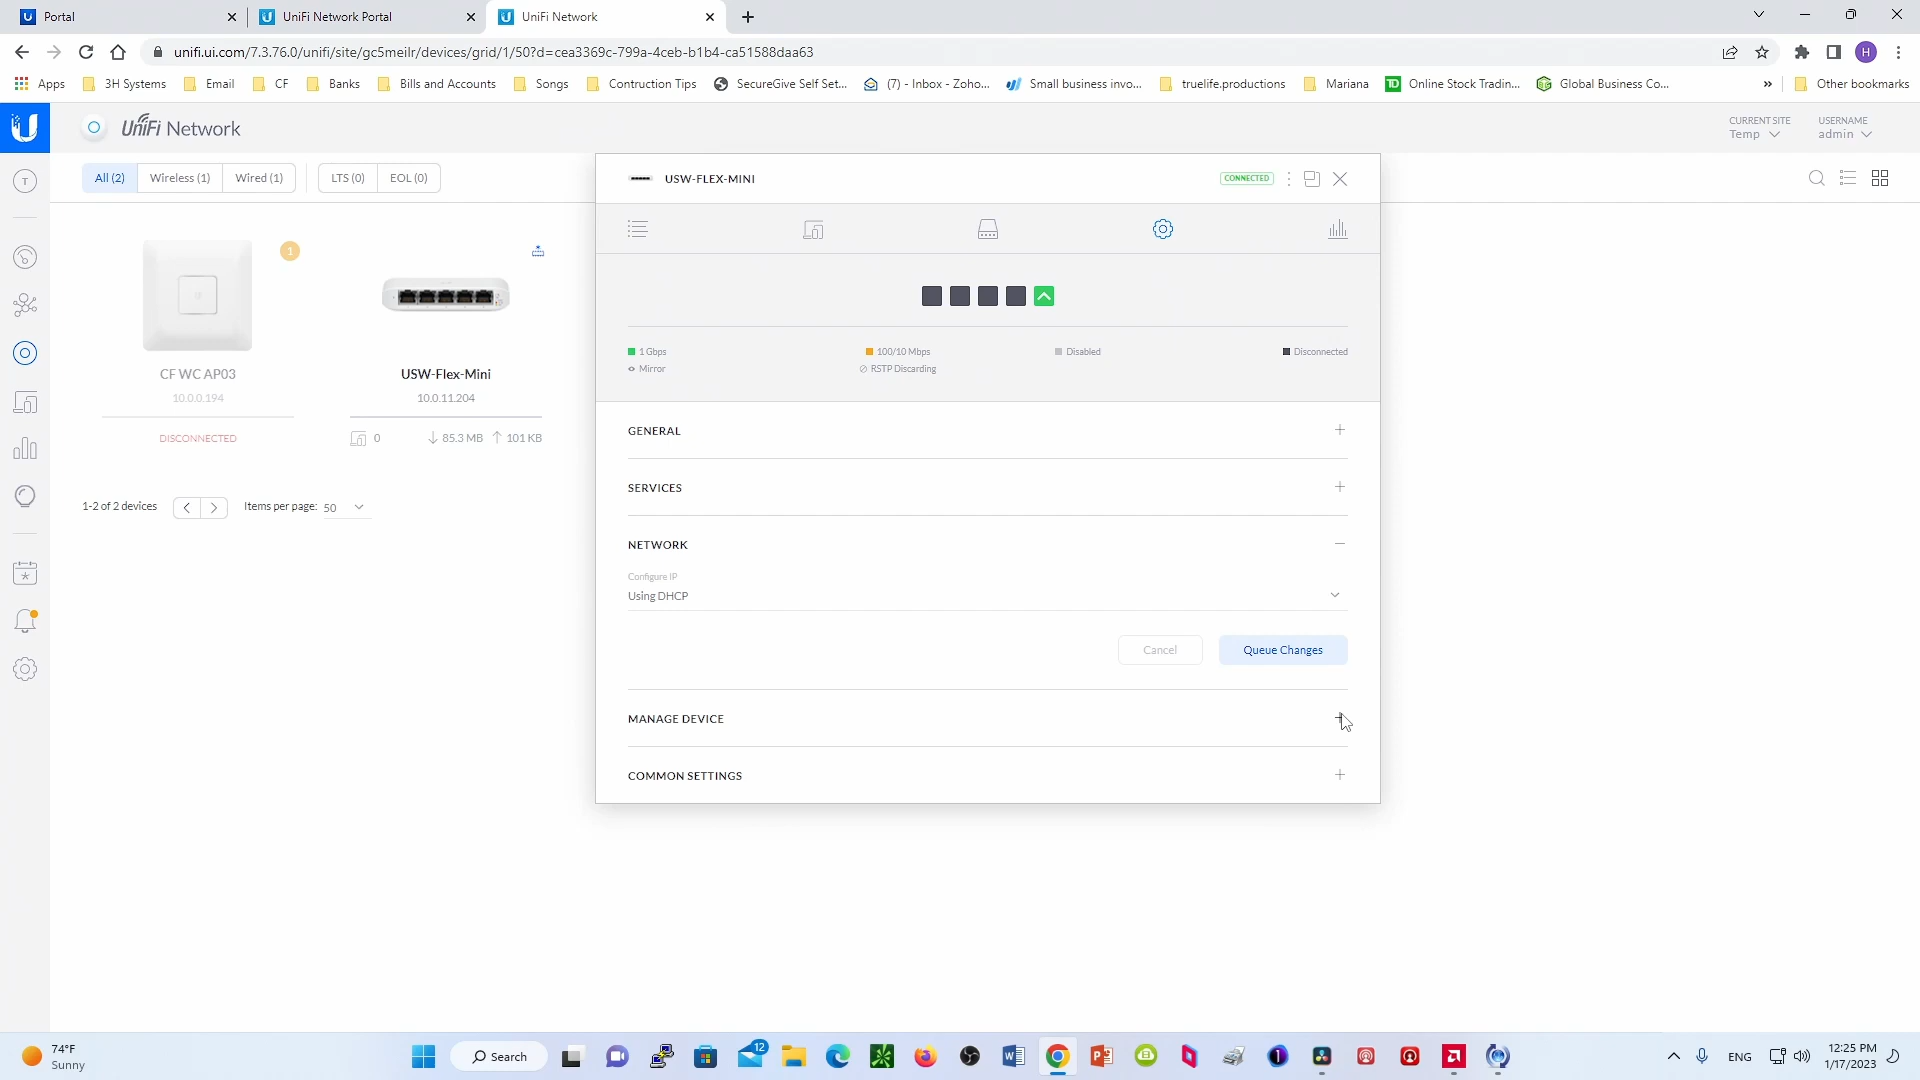 Portal
UniFi Network Portal
UniFi Network
unifi.ui.com/7.3.76.0/unifi/site/gc5meilr/devices/grid/1/50?d=cea3369c-799a-4ceb-b1b4-ca51588daa63
H
Apps
3H Systems
Email
CF
Banks
Bills and Accounts
Songs
Contruction Tips
SecureGive Self Set...
(7) - Inbox - Zoho...
Small business invo...
truelife.productions
Mariana
Online Stock Tradin...
Global Business Co...
»
Other bookmarks
UniFi Network
CURRENT SITE
Temp
USERNAME
admin
All (2)
Wireless (1)
Wired (1)
LTS (0)
EOL (0)
T
1
CF WC AP03
10.0.0.194
DISCONNECTED
USW-Flex-Mini
10.0.11.204
0
85.3 MB
101 KB
1-2 of 2 devices
Items per page: 50
USW-FLEX-MINI
CONNECTED
1 Gbps
100/10 Mbps
Disabled
Disconnected
Mirror
RSTP Discarding
GENERAL
SERVICES
NETWORK
Configure IP
Using DHCP
Cancel
Queue Changes
MANAGE DEVICE
COMMON SETTINGS
74°F
Sunny
Search
12
ENG
12:25 PM
1/17/2023